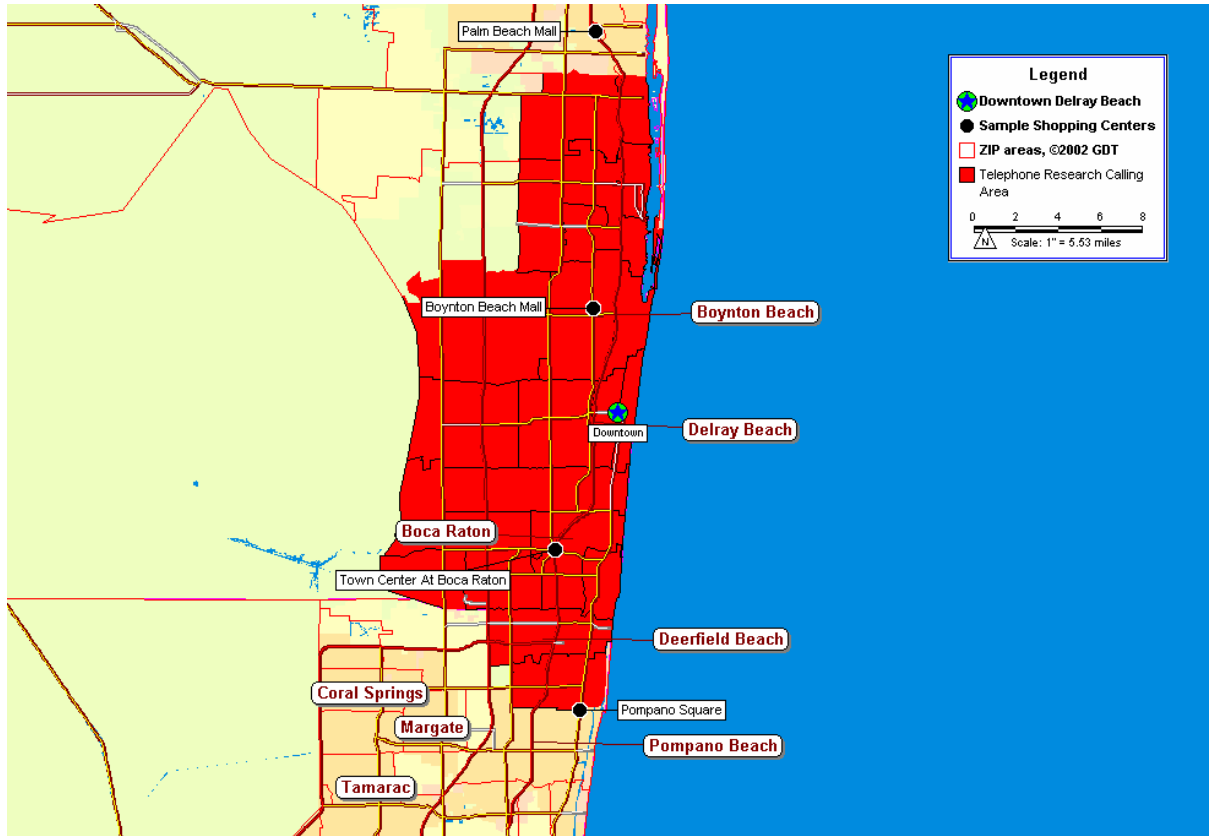 Palm Beach Mall
Legend
Downtown Delray Beach
Sample Shopping Centers
ZIP areas, ©2002 GDT
Telephone Research Calling
Area
0 2 4 6 8
N
Scale: 1" = 5.53 miles
Boynton Beach Mall
Boynton Beach
Downtown
Delray Beach
Boca Raton
Town Center At Boca Raton
Deerfield Beach
Coral Springs
Pompano Square
Margate
Pompano Beach
Tamarac